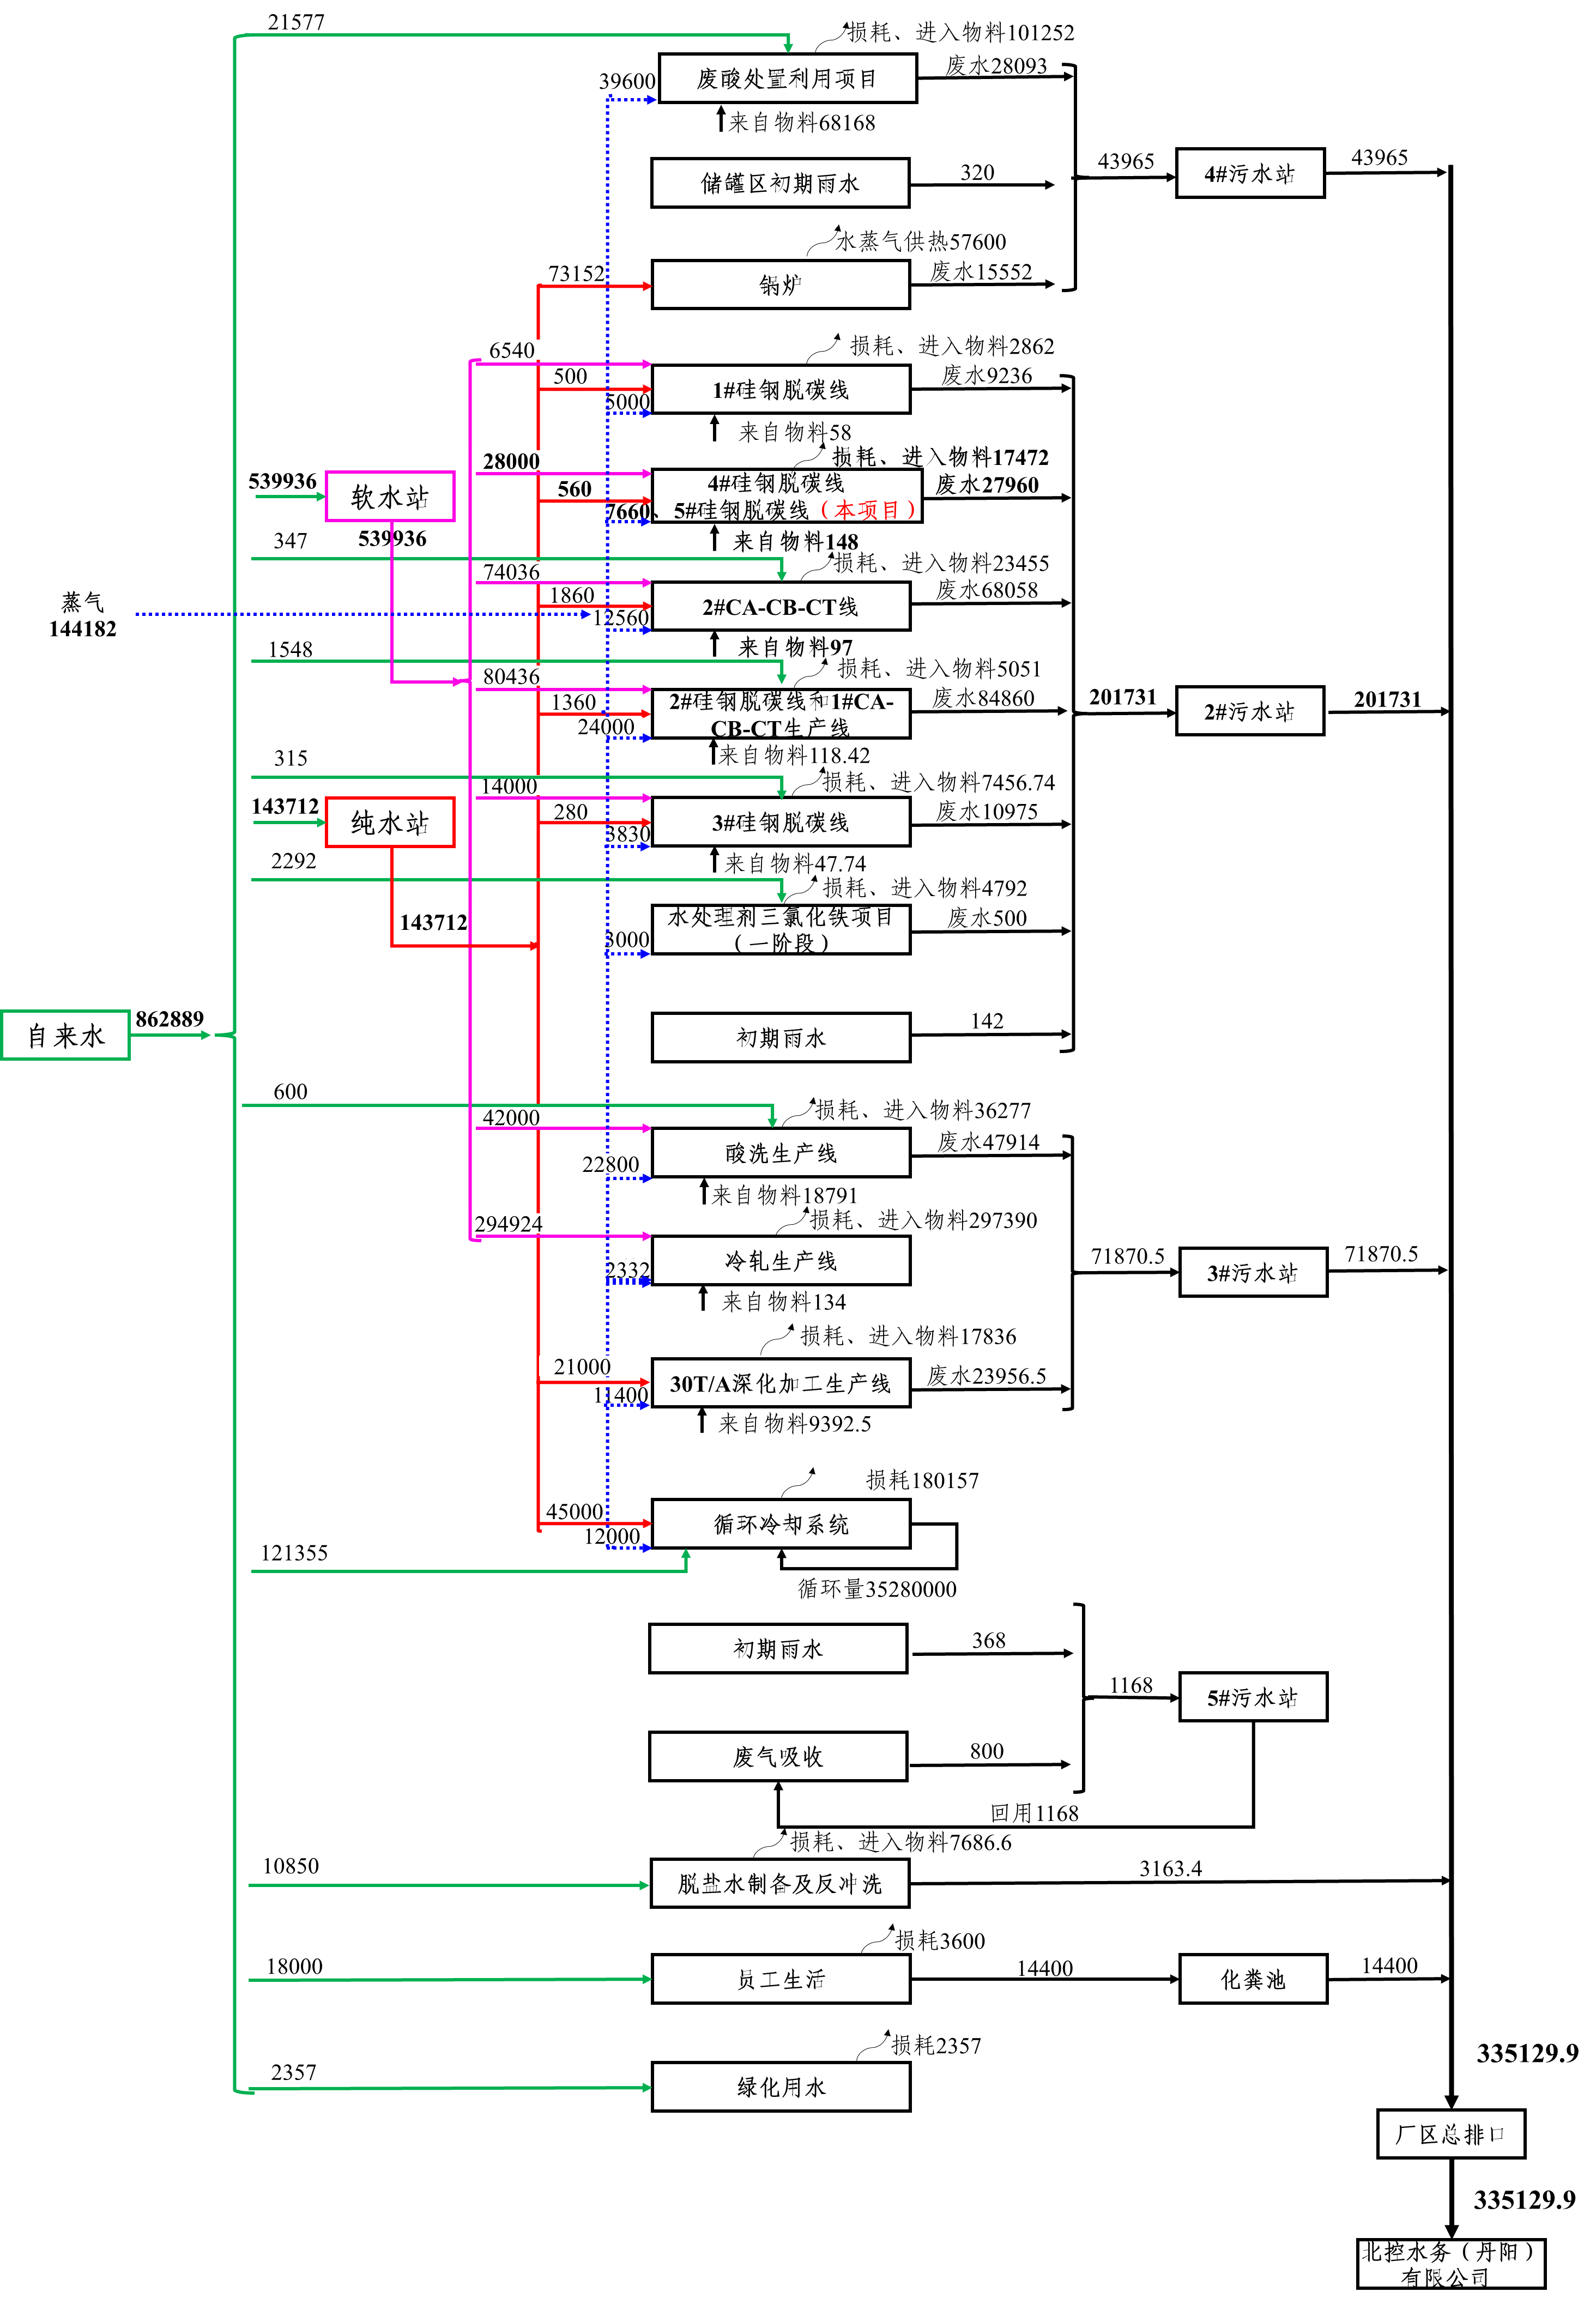 21577
损耗、进入物料101252
废酸处置利用项目
废水28093
39600
来自物料68168
储罐区初期雨水
320
43965
4#污水站
43965
水蒸气供热57600
73152
锅炉
废水15552
6540
损耗、进入物料2862
500
1#硅钢脱碳线
废水9236
5000
来自物料58
28000
损耗、进入物料17472
539936
软水站
560
4#硅钢脱碳线
废水27960
7660
、5#硅钢脱碳线（本项目）
539936
来自物料148
347
74036
损耗、进入物料23455
蒸气
144182
1860
2#CA-CB-CT线
废水68058
12560
来自物料97
1548
80436
损耗、进入物料5051
1360
2#硅钢脱碳线和1#CA-
CB-CT生产线
废水84860
24000
来自物料118.42
201731
2#污水站
201731
315
14000
损耗、进入物料7456.74
143712
纯水站
280
3#硅钢脱碳线
废水10975
3830
来自物料47.74
2292
损耗、进入物料4792
143712
水处理剂三氯化铁项目
（一阶段）
废水500
3000
自来水
862889
初期雨水
142
600
42000
损耗、进入物料36277
酸洗生产线
废水47914
22800
来自物料18791
294924
损耗、进入物料297390
冷轧生产线
2332
来自物料134
71870.5
3#污水站
71870.5
损耗、进入物料17836
21000
30T/A深化加工生产线
废水23956.5
11400
来自物料9392.5
损耗180157
45000
循环冷却系统
12000
121355
循环量35280000
初期雨水
368
1168
5#污水站
废气吸收
800
回用1168
损耗、进入物料7686.6
10850
脱盐水制备及反冲洗
3163.4
损耗3600
18000
员工生活
14400
化粪池
14400
损耗2357
2357
绿化用水
335129.9
厂区总排口
335129.9
北控水务（丹阳）
有限公司